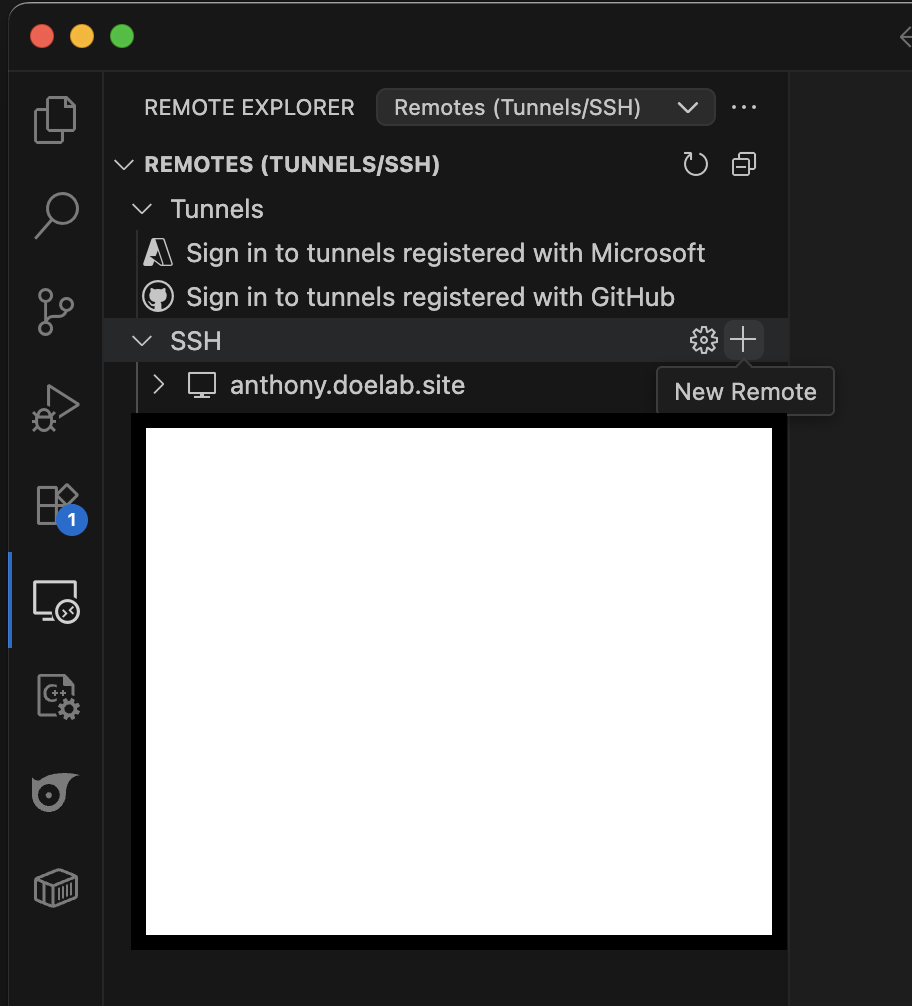 REMOTE EXPLORER Remotes (Tunnels/SSH)
REMOTES (TUNNELS/SSH)
Tunnels
Sign in to tunnels registered with Microsoft
Sign in to tunnels registered with GitHub
SSH
anthony.doelab.site
New Remote
1
C++